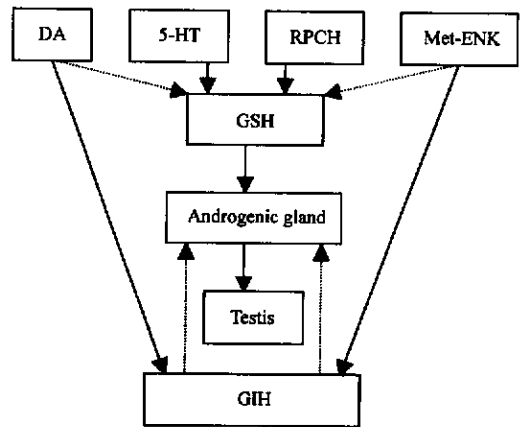 DA
5-HT
RPCH
Met-ENK
GSH
Androgenic gland
Testis
GIH